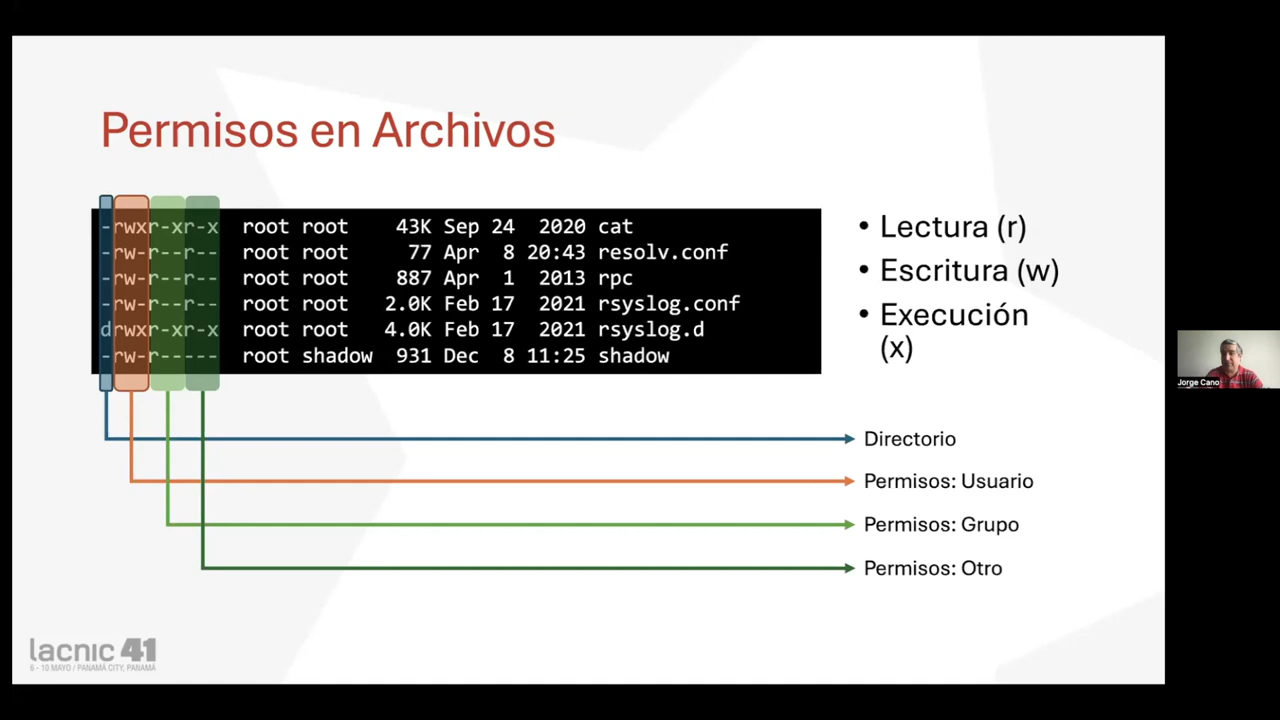 Permisos en Archivos
-rwxr-xr-x root root 43K Sep 24 2020 cat
-rw-r--r-- root root 77 Apr 8 20:43 resolv.conf
-rw-r--r-- root root 887 Apr 1 2013 rpc
-rw-r--r-- root root 2.0K Feb 17 2021 rsyslog.conf
drwxr-xr-x root root 4.0K Feb 17 2021 rsyslog.d
-rw-r----- root shadow 931 Dec 8 11:25 shadow
• Lectura (r)
• Escritura (w)
• Ejecución
(x)
Directorio
Permisos: Usuario
Permisos: Grupo
Permisos: Otro
lacnic 41
6 - 10 MAYO / PANAMÁ CITY, PANAMÁ
Jorge Cano